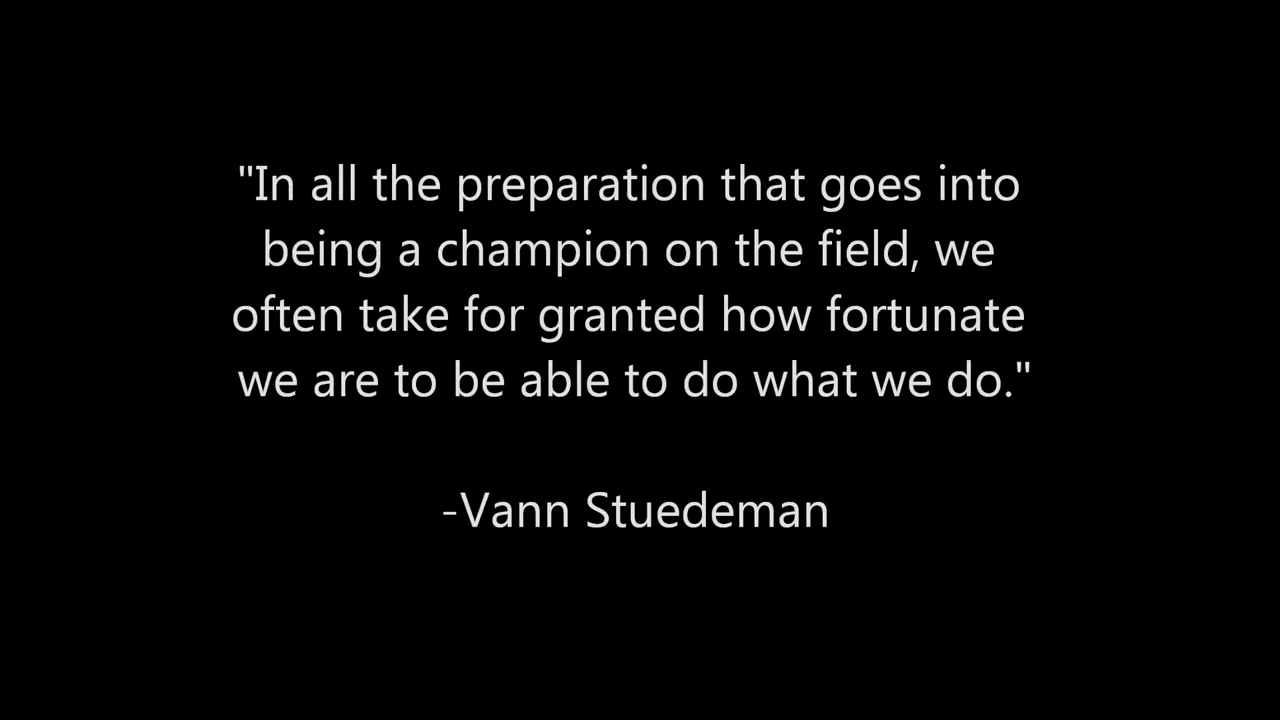 "In all the preparation that goes into
being a champion on the field, we
often take for granted how fortunate
we are to be able to do what we do."
-Vann Stuedeman